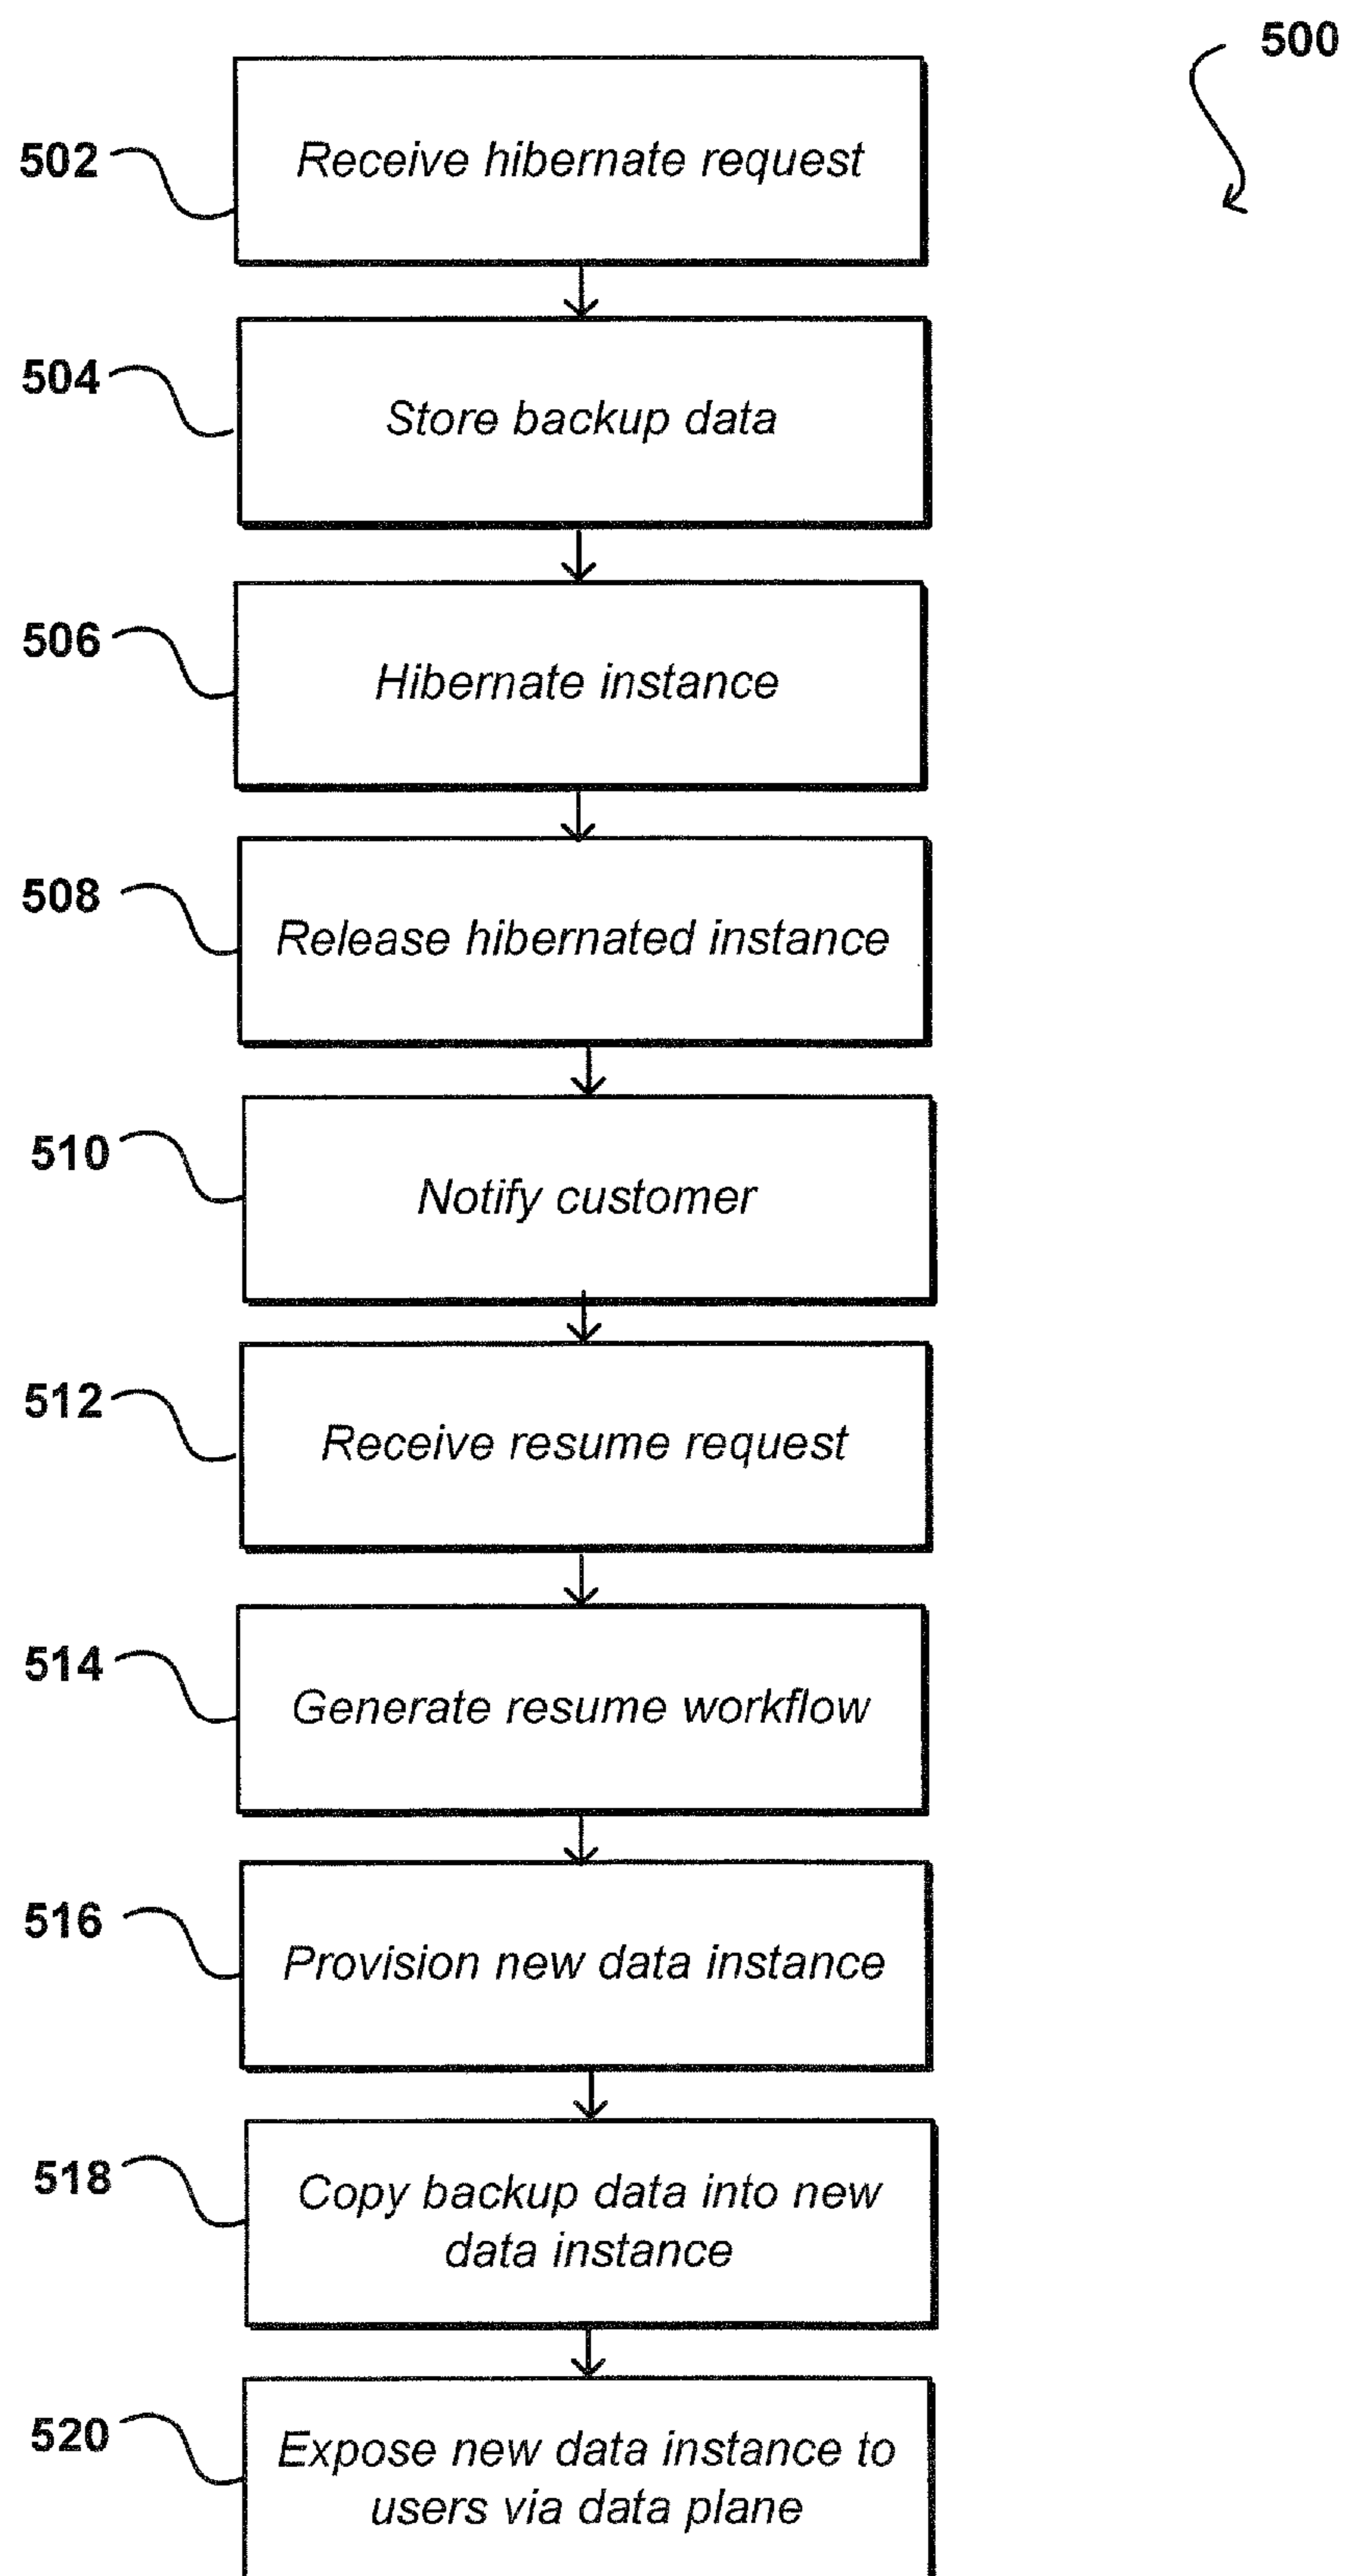 500
502
Receive hibernate request
504
Store backup data
506
Hibernate instance
508
Release hibernated instance
510
Notify customer
512
Receive resume request
514
Generate resume workflow
516
Provision new data instance
518
Copy backup data into new
data instance
520
Expose new data instance to
users via data plane